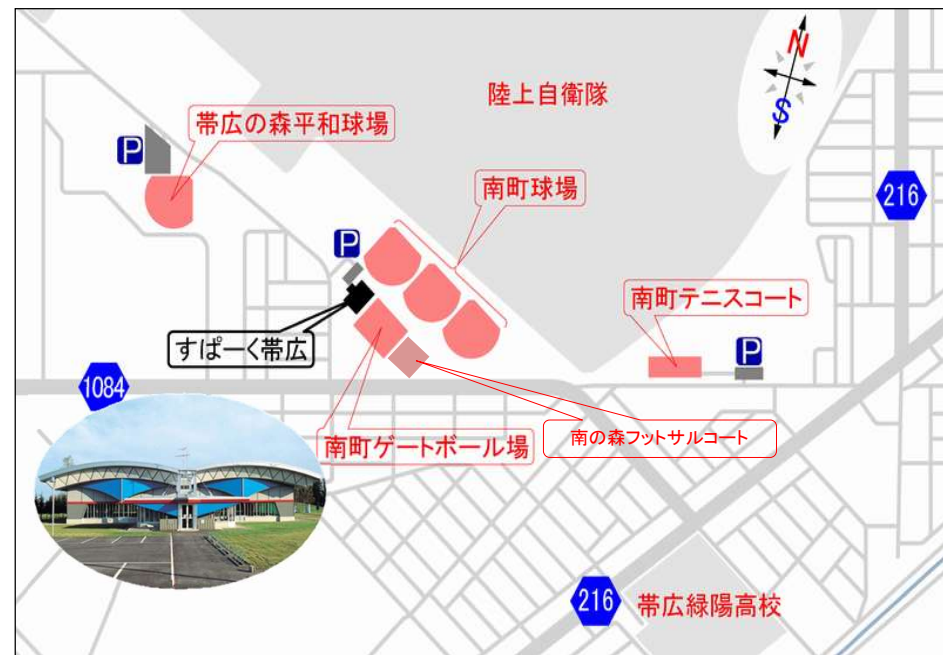 N
S
陸上自衛隊
帯広の森平和球場
P
南町球場
216
P
南町テニスコート
すぱーく帯広
P
1084
南町ゲートボール場
南の森フットサルコート
216
帯広緑陽高校